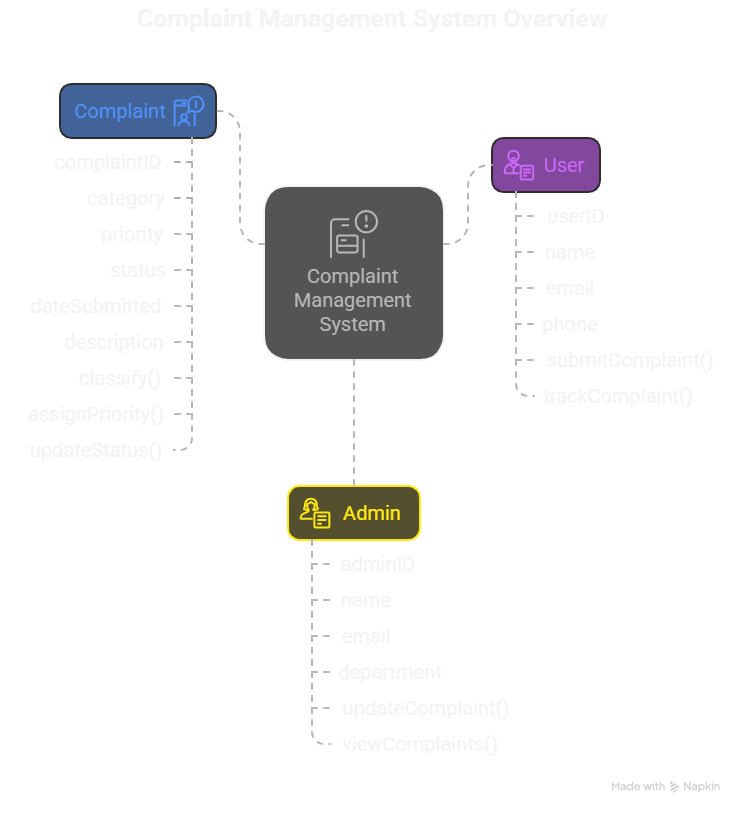 Complaint Management System Overview
Complaint
complaintID
category
priority
status
dateSubmitted
description
classify()
assignPriority()
updateStatus()
Complaint
Management
System
User
userID
name
email
phone
submitComplaint()
trackComplaint()
Admin
adminID
name
email
department
updateComplaint()
viewComplaints()
Made with Napkin